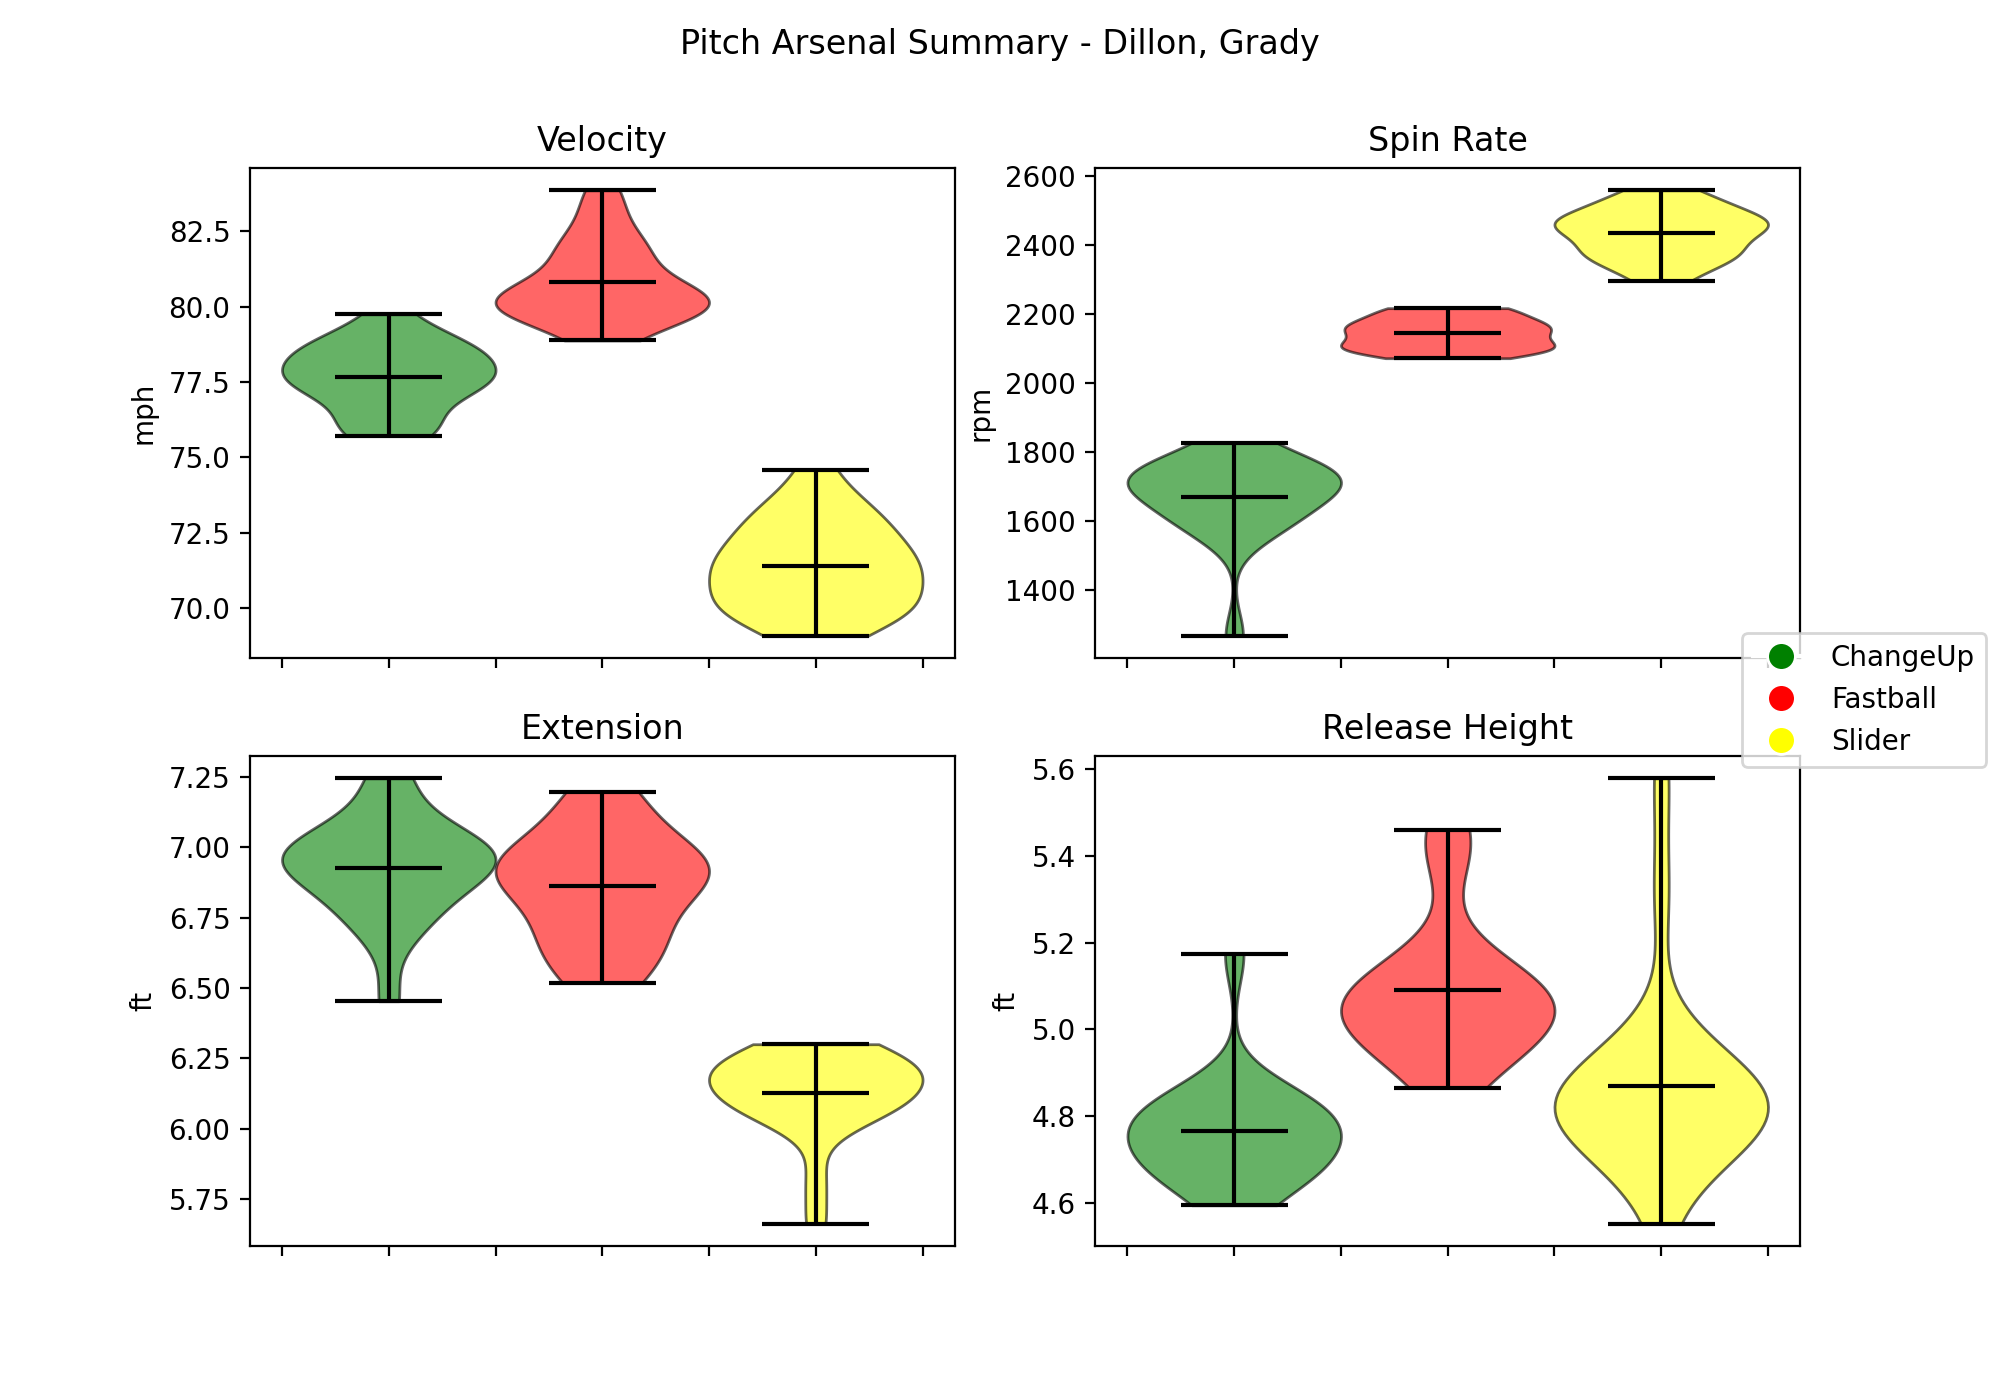 Pitch Arsenal Summary - Dillon, Grady
Velocity
82.5
80.0
77.5
75.0
72.5
70.0
mph
Spin Rate
2600
2400
2200
2000
1800
1600
1400
rpm
ChangeUp
Fastball
Slider
Extension
7.25
7.00
6.75
6.50
6.25
6.00
5.75
ft
Release Height
5.6
5.4
5.2
5.0
4.8
4.6
ft